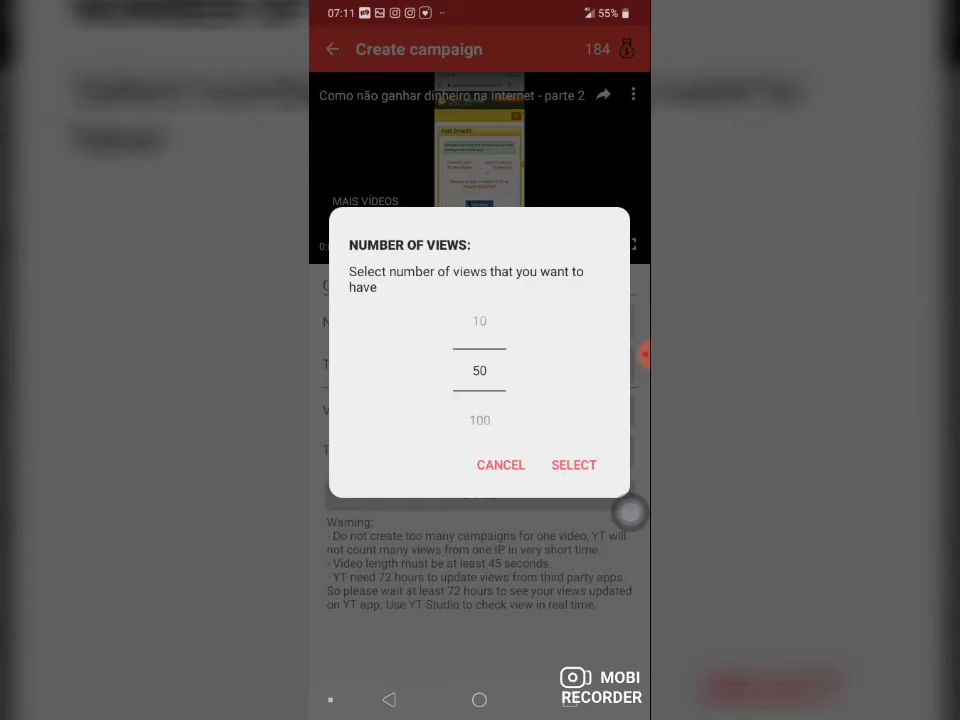 07:11
55%
Create campaign
184
Como não ganhar dinheiro na internet - parte 2
Paid Emails
MAIS VÍDEOS
NUMBER OF VIEWS:
Select number of views that you want to
have
10
50
100
CANCEL
SELECT
Warning:
- Do not create too many campaigns for one video, YT will
not count many views from one IP in very short time.
- Video length must be at least 45 seconds.
- YT need 72 hours to update views from third party apps.
So please wait at least 72 hours to see your views updated
on YT app. Use YT Studio to check view in real time.
MOBI
RECORDER